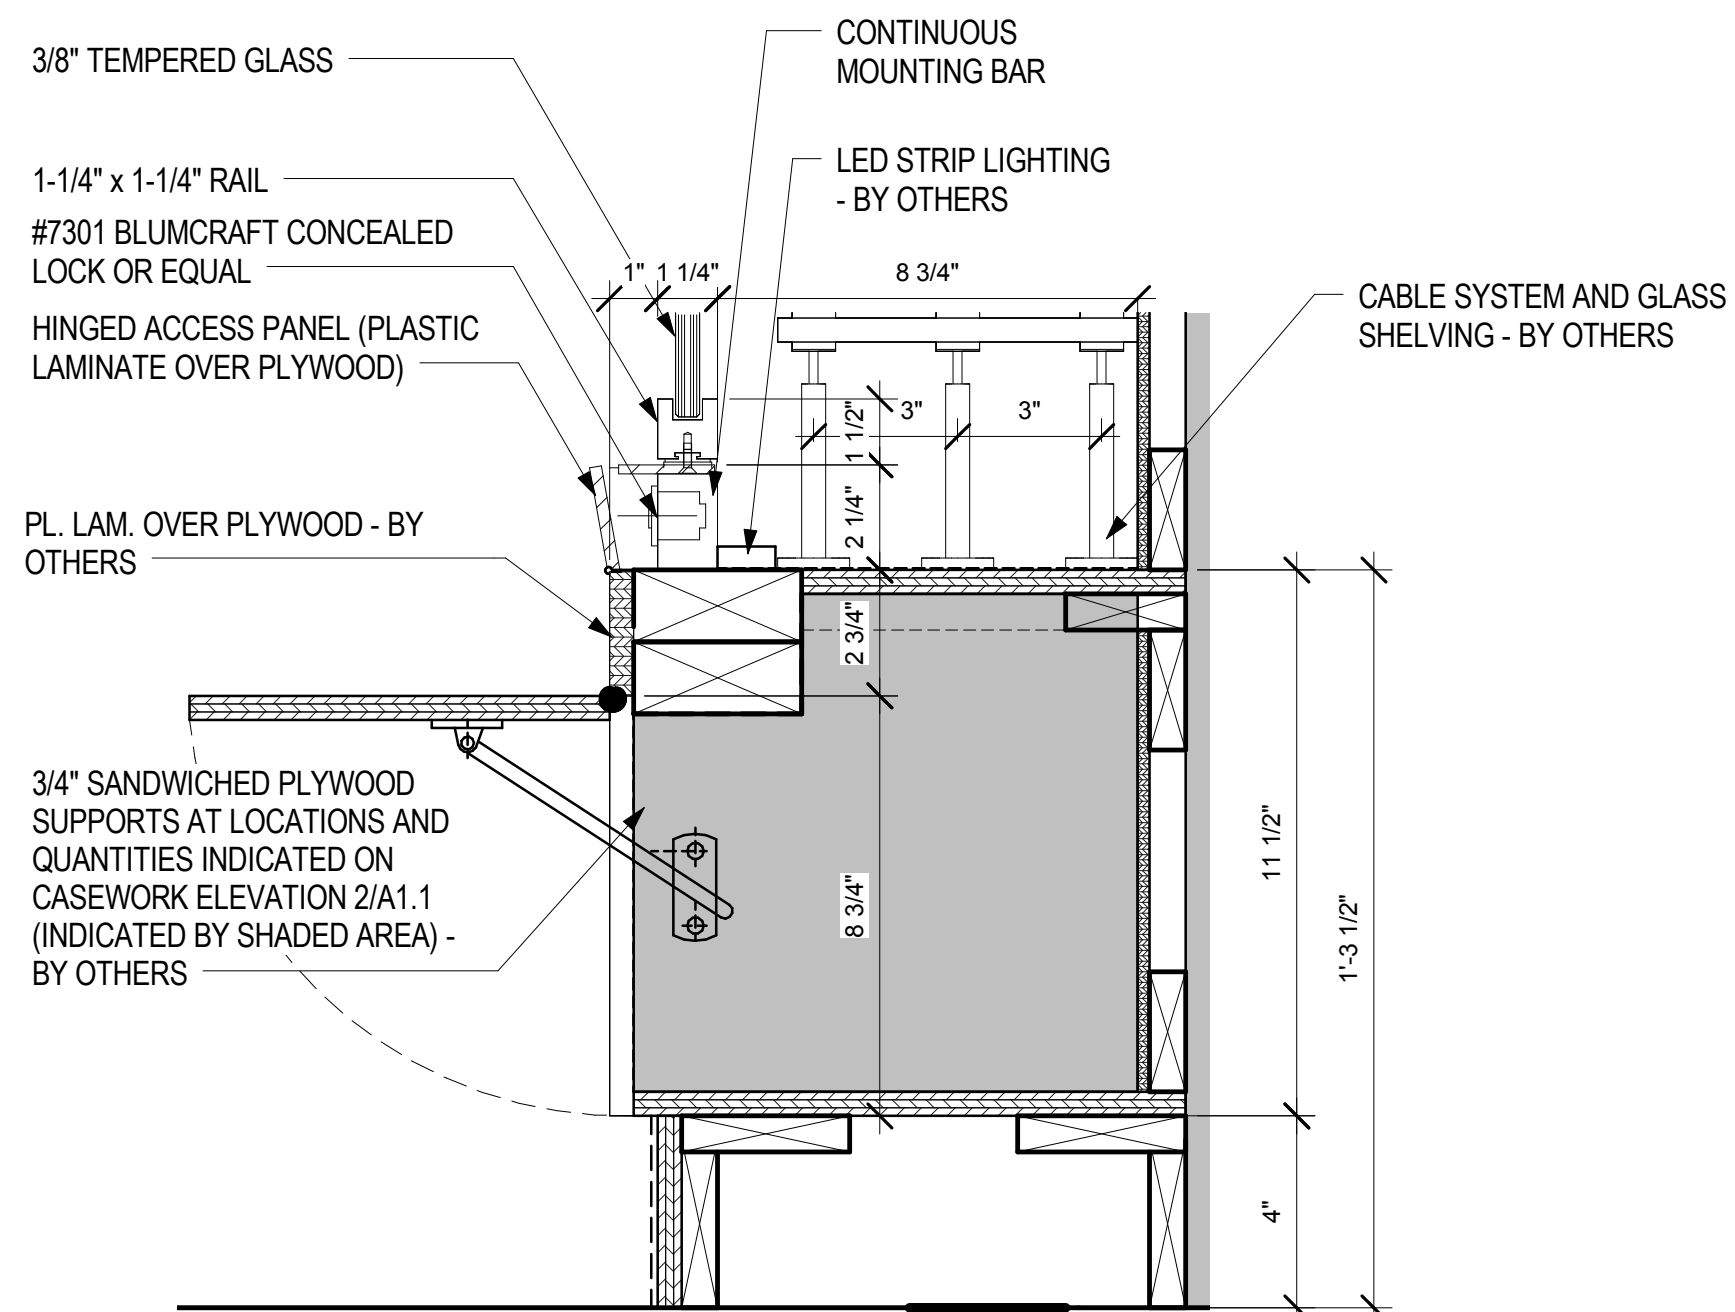 3/8" TEMPERED GLASS
CONTINUOUS
MOUNTING BAR
1-1/4" x 1-1/4" RAIL
LED STRIP LIGHTING
- BY OTHERS
#7301 BLUMCRAFT CONCEALED
LOCK OR EQUAL
HINGED ACCESS PANEL (PLASTIC
LAMINATE OVER PLYWOOD)
1" 1 1/4" 8 3/4"
CABLE SYSTEM AND GLASS
SHELVING - BY OTHERS
3" 3"
1 1/2"
2 1/4"
PL. LAM. OVER PLYWOOD - BY
OTHERS
2 3/4"
3/4" SANDWICHED PLYWOOD
SUPPORTS AT LOCATIONS AND
QUANTITIES INDICATED ON
CASEWORK ELEVATION 2/A1.1
(INDICATED BY SHADED AREA) -
BY OTHERS
8 3/4"
11 1/2"
1'-3 1/2"
4"